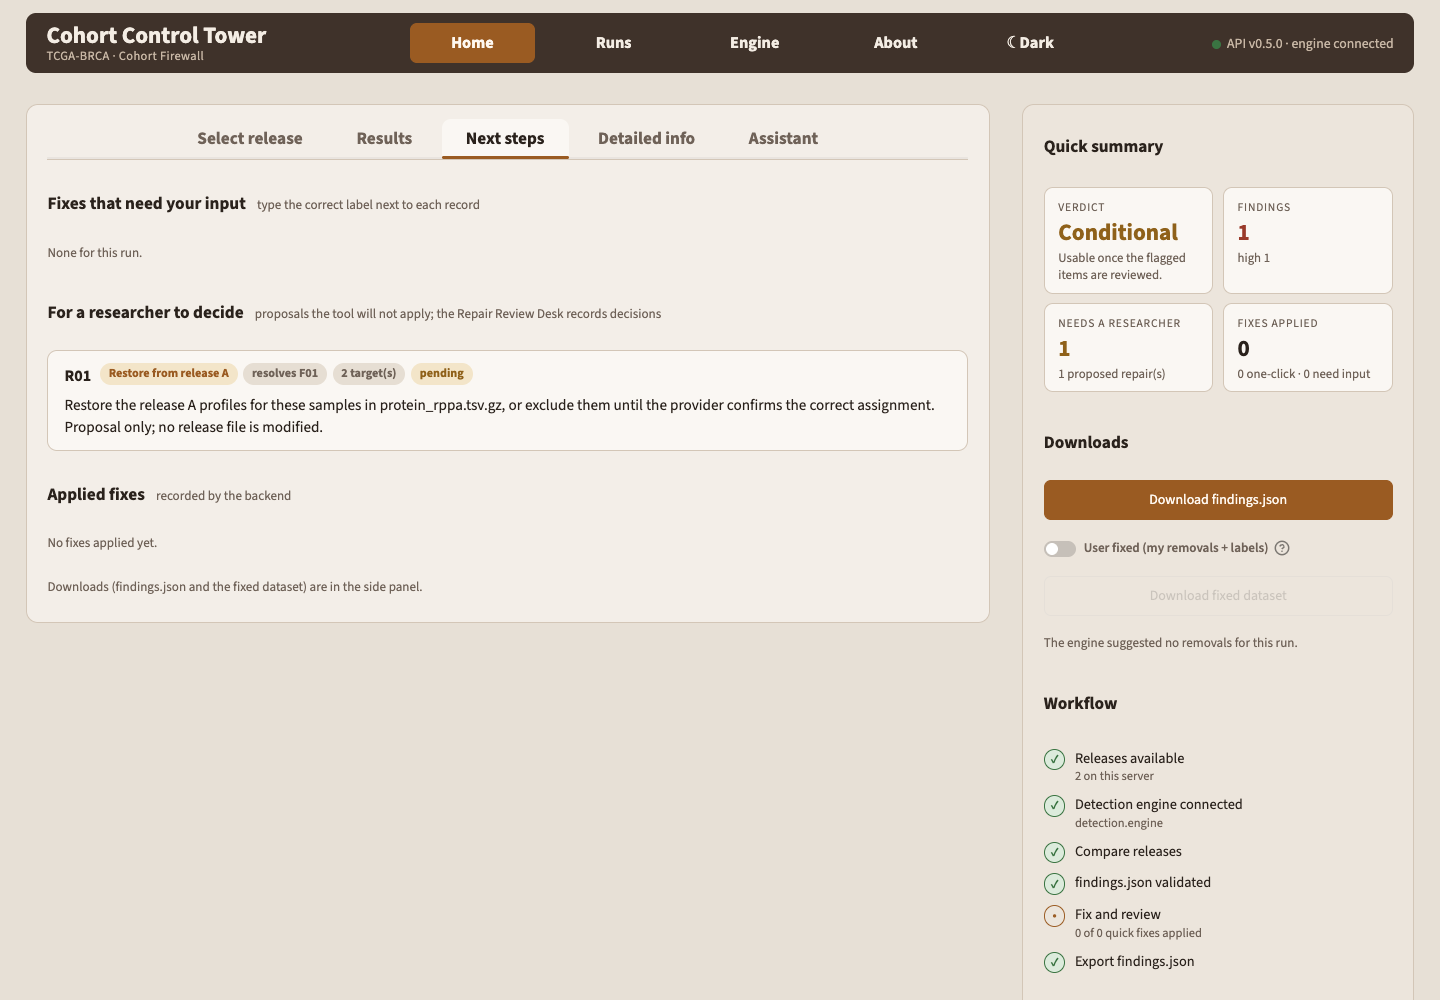 Cohort Control Tower
TCGA-BRCA · Cohort Firewall
Home
Runs
Engine
About
☾ Dark
API v0.5.0 · engine connected
Select release
Results
Next steps
Detailed info
Assistant
Fixes that need your input type the correct label next to each record
None for this run.
For a researcher to decide proposals the tool will not apply; the Repair Review Desk records decisions
R01 Restore from release A resolves F01 2 target(s) pending
Restore the release A profiles for these samples in protein_rppa.tsv.gz, or exclude them until the provider confirms the correct assignment.
Proposal only; no release file is modified.
Applied fixes recorded by the backend
No fixes applied yet.
Downloads (findings.json and the fixed dataset) are in the side panel.
Quick summary
VERDICT
Conditional
Usable once the flagged
items are reviewed.
FINDINGS
1
high 1
NEEDS A RESEARCHER
1
1 proposed repair(s)
FIXES APPLIED
0
0 one-click · 0 need input
Downloads
Download findings.json
User fixed (my removals + labels) ?
Download fixed dataset
The engine suggested no removals for this run.
Workflow
✓ Releases available
2 on this server
✓ Detection engine connected
detection.engine
✓ Compare releases
✓ findings.json validated
Fix and review
0 of 0 quick fixes applied
✓ Export findings.json